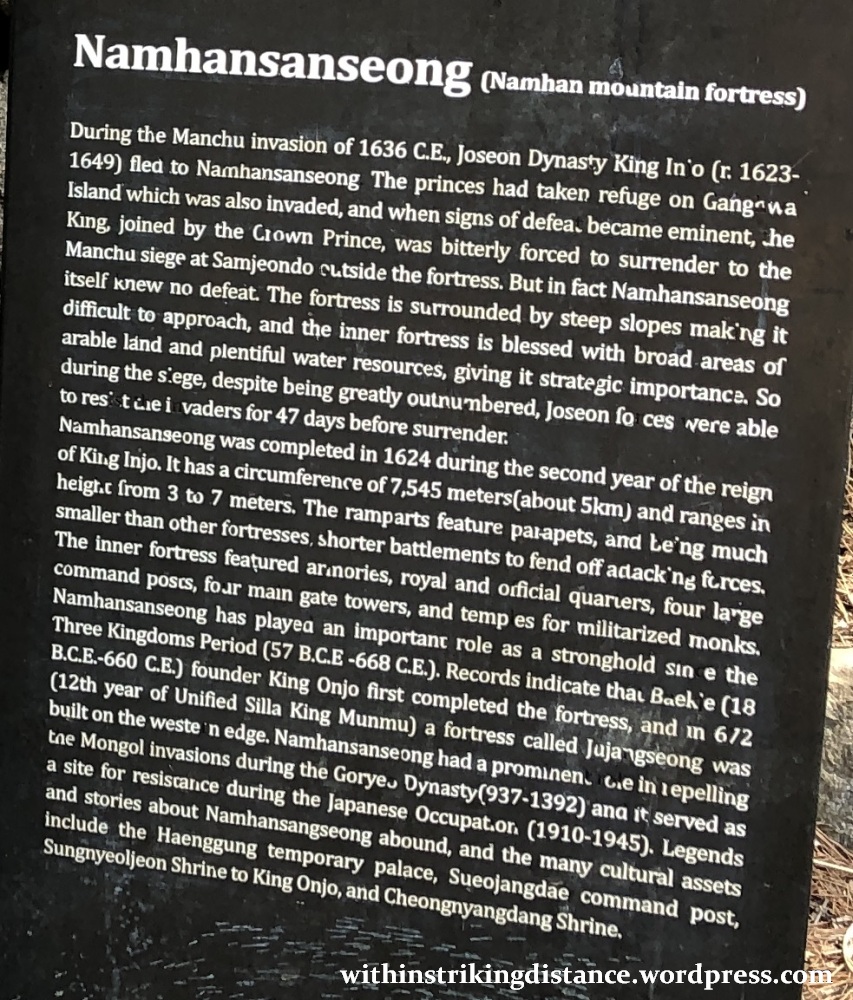 Namhansanseong (Namhan mountain fortress)
During the Manchu invasion of 1636 C.E., Joseon Dynasty King Injo (r. 1623-
1649) fled to Namhansanseong The princes had taken refuge on Ganghwa
Island which was also invaded, and when signs of defeat became eminent, the
King, joined by the Crown Prince, was bitterly forced to surrender to the
Manchu siege at Samjeondo outside the fortress. But in fact Namhansanseong
itself knew no defeat. The fortress is surrounded by steep slopes making it
difficult to approach, and the inner fortress is blessed with broad areas of
arable land and plentiful water resources, giving it strategic importance. So
during the siege, despite being greatly outnumbered, Joseon forces were able
to resist the invaders for 47 days before surrender.
Namhansanseong was completed in 1624 during the second year of the reign
of King Injo. It has a circumference of 7,545 meters(about 5km) and ranges in
height from 3 to 7 meters. The ramparts feature parapets, and being much
smaller than other fortresses, shorter battlements to fend off attacking forces.
The inner fortress featured armories, royal and official quarters, four large
command posts, four main gate towers, and temples for militarized monks.
Namhansanseong has played an important role as a stronghold since the
Three Kingdoms Period (57 B.C.E -668 C.E.). Records indicate that Baekje (18
B.C.E.-660 C.E.) founder King Onjo first completed the fortress, and in 672
(12th year of Unified Silla King Munmu) a fortress called Jujangseong was
built on the western edge. Namhansanseong had a prominent role in repelling
the Mongol invasions during the Goryeo Dynasty(937-1392) and it served as
a site for resistance during the Japanese Occupation (1910-1945). Legends
and stories about Namhansangseong abound, and the many cultural assets
include the Haenggung temporary palace, Sueojangdae command post,
Sungnyeoljeon Shrine to King Onjo, and Cheongnyangdang Shrine.
withinstrikingdistance.wordpress.com